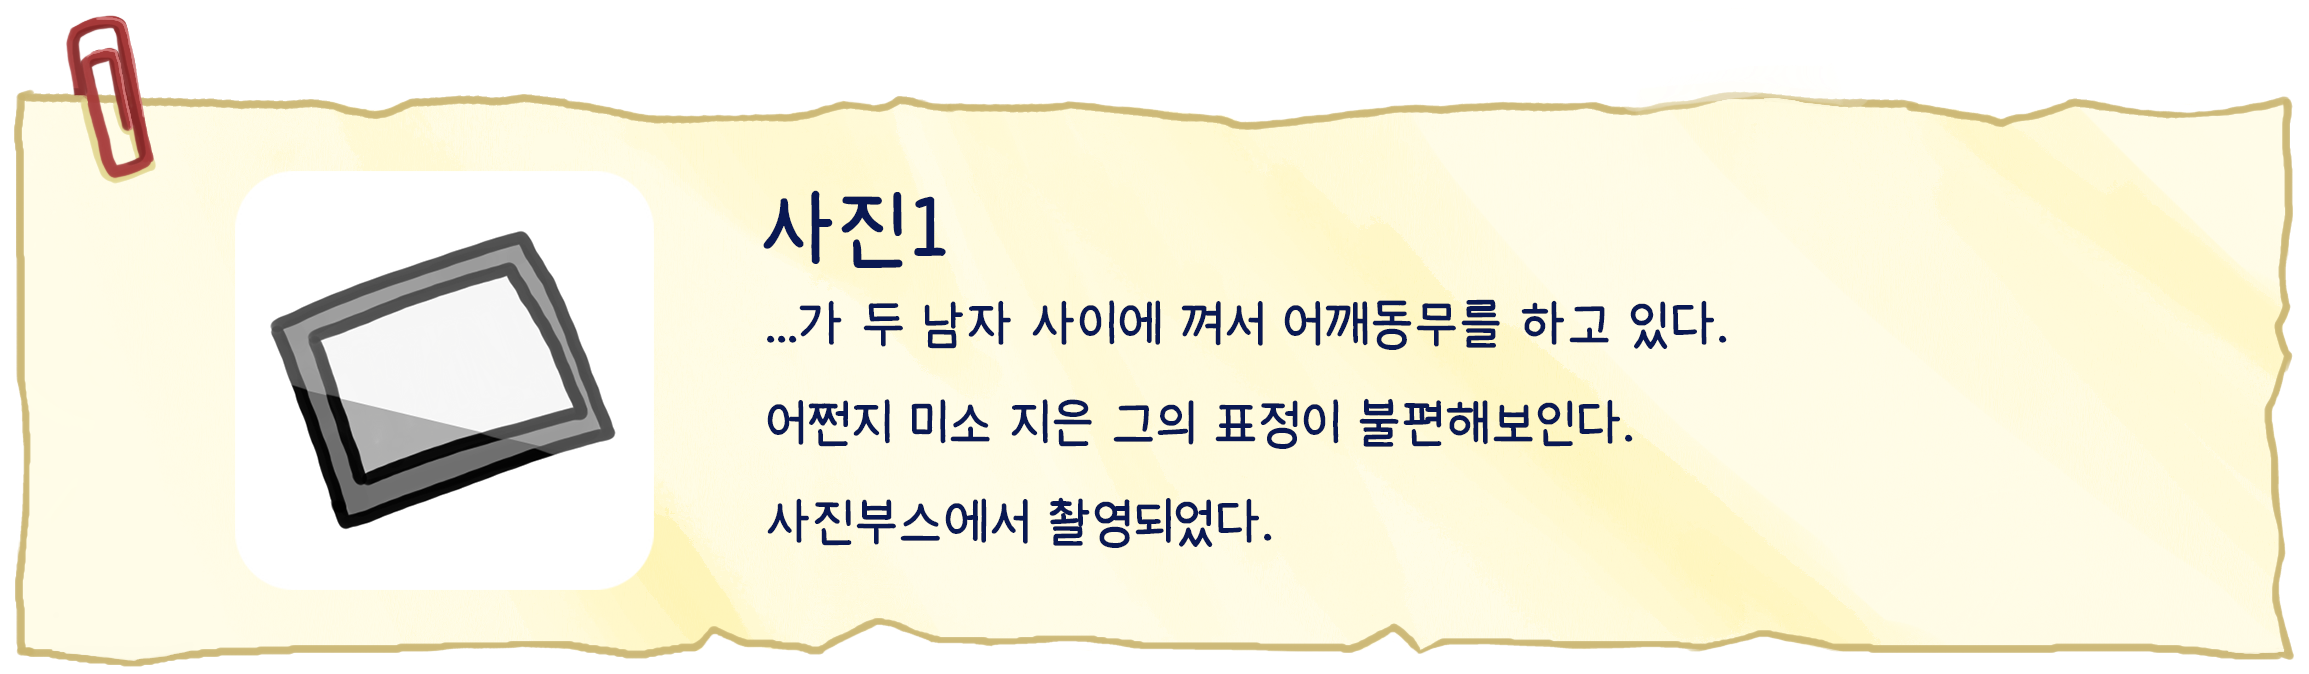 사진1
...가 두 남자 사이에 껴서 어깨동무를 하고 있다.
어쩐지 미소 지은 그의 표정이 불편해보인다.
사진부스에서 촬영되었다.